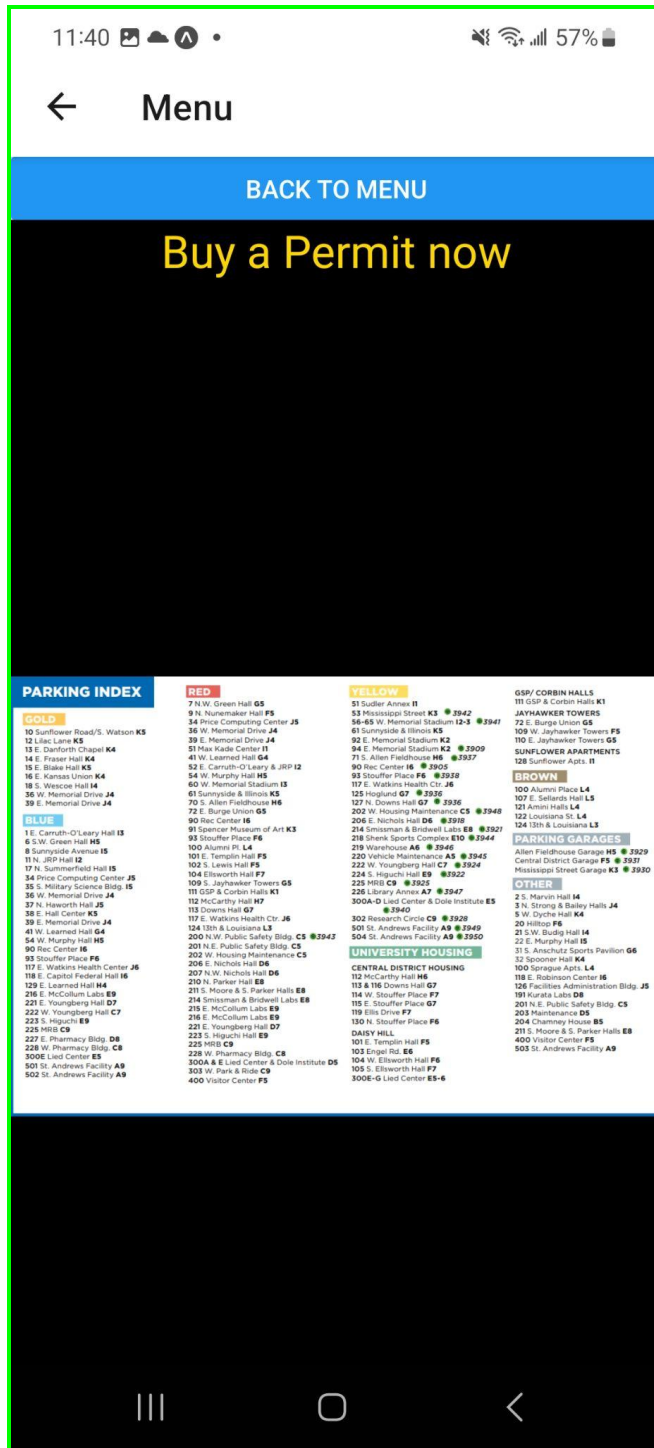 11:40
57%
Menu
BACK TO MENU
Buy a Permit now
PARKING INDEX
GOLD
10 Sunflower Road/S. Watson K5
12 Lilac Lane K5
13 E. Danforth Chapel K4
14 E. Fraser Hall K4
15 E. Blake Hall K5
16 E. Kansas Union K4
18 S. Wescoe Hall I4
36 W. Memorial Drive J4
39 E. Memorial Drive J4
BLUE
1 E. Carruth-O'Leary Hall I3
6 S.W. Green Hall H5
8 Sunnyside Avenue I5
11 N. JRP Hall I2
17 N. Summerfield Hall I5
34 Price Computing Center J5
35 S. Military Science Bldg. I5
36 W. Memorial Drive J4
37 N. Haworth Hall J5
38 E. Hall Center K5
39 E. Memorial Drive J4
41 W. Learned Hall G4
54 W. Murphy Hall H5
90 Rec Center I6
93 Stouffer Place F6
117 E. Watkins Health Center J6
118 E. Capitol Federal Hall I6
129 E. Learned Hall H4
216 E. McCollum Labs E9
221 E. Youngberg Hall D7
222 W. Youngberg Hall C7
223 S. Higuchi E9
225 MRB C9
227 E. Pharmacy Bldg. D8
228 W. Pharmacy Bldg. C8
300E Lied Center E5
501 St. Andrews Facility A9
502 St. Andrews Facility A9
RED
7 N.W. Green Hall G5
9 N. Nunemaker Hall F5
34 Price Computing Center J5
36 W. Memorial Drive J4
39 E. Memorial Drive J4
51 Max Kade Center I1
41 W. Learned Hall G4
52 E. Carruth-O'Leary & JRP I2
54 W. Murphy Hall H5
60 W. Memorial Stadium I3
61 Sunnyside & Illinois K5
70 S. Allen Fieldhouse H6
72 E. Burge Union G5
90 Rec Center I6
91 Spencer Museum of Art K3
93 Stouffer Place F6
100 Alumni Pl. L4
101 E. Templin Hall F5
102 S. Lewis Hall F5
104 Ellsworth Hall F7
109 S. Jayhawker Towers G5
111 GSP & Corbin Halls K1
112 McCarthy Hall H7
113 Downs Hall G7
117 E. Watkins Health Ctr. J6
124 13th & Louisiana L3
200 N.W. Public Safety Bldg. C5 3943
201 N.E. Public Safety Bldg. C5
202 W. Housing Maintenance C5
206 E. Nichols Hall D6
207 N.W. Nichols Hall D6
210 N. Parker Hall E8
211 S. Moore & S. Parker Halls E8
214 Smissman & Bridwell Labs E8
215 E. McCollum Labs E9
216 E. McCollum Labs E9
221 E. Youngberg Hall D7
223 S. Higuchi Hall E9
225 MRB C9
228 W. Pharmacy Bldg. C8
300A & E Lied Center & Dole Institute D5
303 W. Park & Ride C9
400 Visitor Center F5
YELLOW
51 Sudler Annex I1
53 Mississippi Street K3 3942
56-65 W. Memorial Stadium I2-3 3941
61 Sunnyside & Illinois K5
92 E. Memorial Stadium K2
94 E. Memorial Stadium K2 3909
71 S. Allen Fieldhouse H6 3937
90 Rec Center I6 3905
93 Stouffer Place F6 3938
117 E. Watkins Health Ctr. J6
125 Hoglund G7 3936
127 N. Downs Hall G7 3936
202 W. Housing Maintenance C5 3948
206 E. Nichols Hall D6 3918
214 Smissman & Bridwell Labs E8 3921
218 Shenk Sports Complex E10 3944
219 Warehouse A6 3946
220 Vehicle Maintenance A5 3945
222 W. Youngberg Hall C7 3924
224 S. Higuchi Hall E9 3922
225 MRB C9 3925
226 Library Annex A7 3947
300A-D Lied Center & Dole Institute E5
3940
302 Research Circle C9 3928
501 St. Andrews Facility A9 3949
504 St. Andrews Facility A9 3950
UNIVERSITY HOUSING
CENTRAL DISTRICT HOUSING
112 McCarthy Hall H6
113 & 116 Downs Hall G7
114 W. Stouffer Place F7
115 E. Stouffer Place G7
119 Ellis Drive F7
130 N. Stouffer Place F6
DAISY HILL
101 E. Templin Hall F5
103 Engel Rd. E6
104 W. Ellsworth Hall F6
105 S. Ellsworth Hall F7
300E-G Lied Center E5-6
GSP/ CORBIN HALLS
111 GSP & Corbin Halls K1
JAYHAWKER TOWERS
72 E. Burge Union G5
109 W. Jayhawker Towers F5
110 E. Jayhawker Towers G5
SUNFLOWER APARTMENTS
128 Sunflower Apts. I1
BROWN
100 Alumni Place L4
107 E. Sellards Hall L5
121 Amini Halls L4
122 Louisiana St. L4
124 13th & Louisiana L3
PARKING GARAGES
Allen Fieldhouse Garage H5 3929
Central District Garage F5 3931
Mississippi Street Garage K3 3930
OTHER
2 S. Marvin Hall I4
3 N. Strong & Bailey Halls J4
5 W. Dyche Hall K4
20 Hilltop F6
21 S.W. Budig Hall I4
22 E. Murphy Hall I5
31 S. Anschutz Sports Pavilion G6
32 Spooner Hall K4
100 Sprague Apts. L4
118 E. Robinson Center I6
126 Facilities Administration Bldg. J5
191 Kurata Labs D8
201 N.E. Public Safety Bldg. C5
203 Maintenance D5
204 Chamney House B5
211 S. Moore & S. Parker Halls E8
400 Visitor Center F5
503 St. Andrews Facility A9